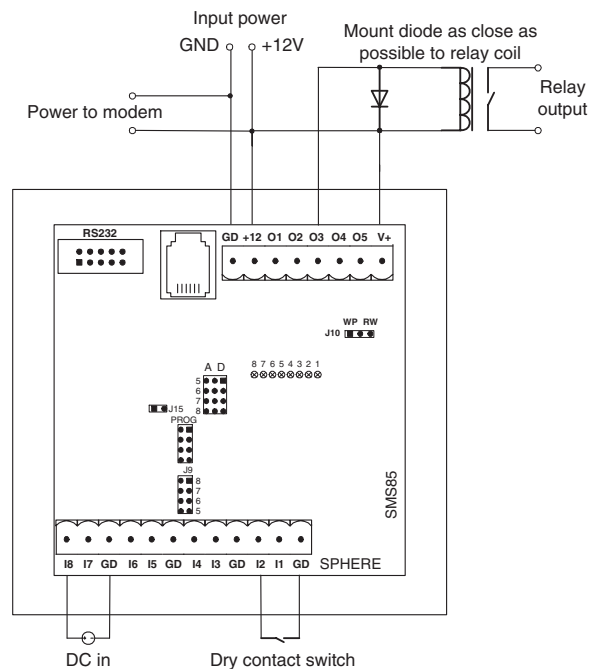 Input power
GND +12V
Mount diode as close as
possible to relay coil
Power to modem
Relay
output
RS232
GD +12 O1 O2 O3 O4 O5 V+
WP RW
J10
8 7 6 5 4 3 2 1
A D
5
6
7
8
J15
PROG
J9
8
7
6
5
SMS85
I8 I7 GD I6 I5 GD I4 I3 GD I2 I1 GD SPHERE
DC in
Dry contact switch